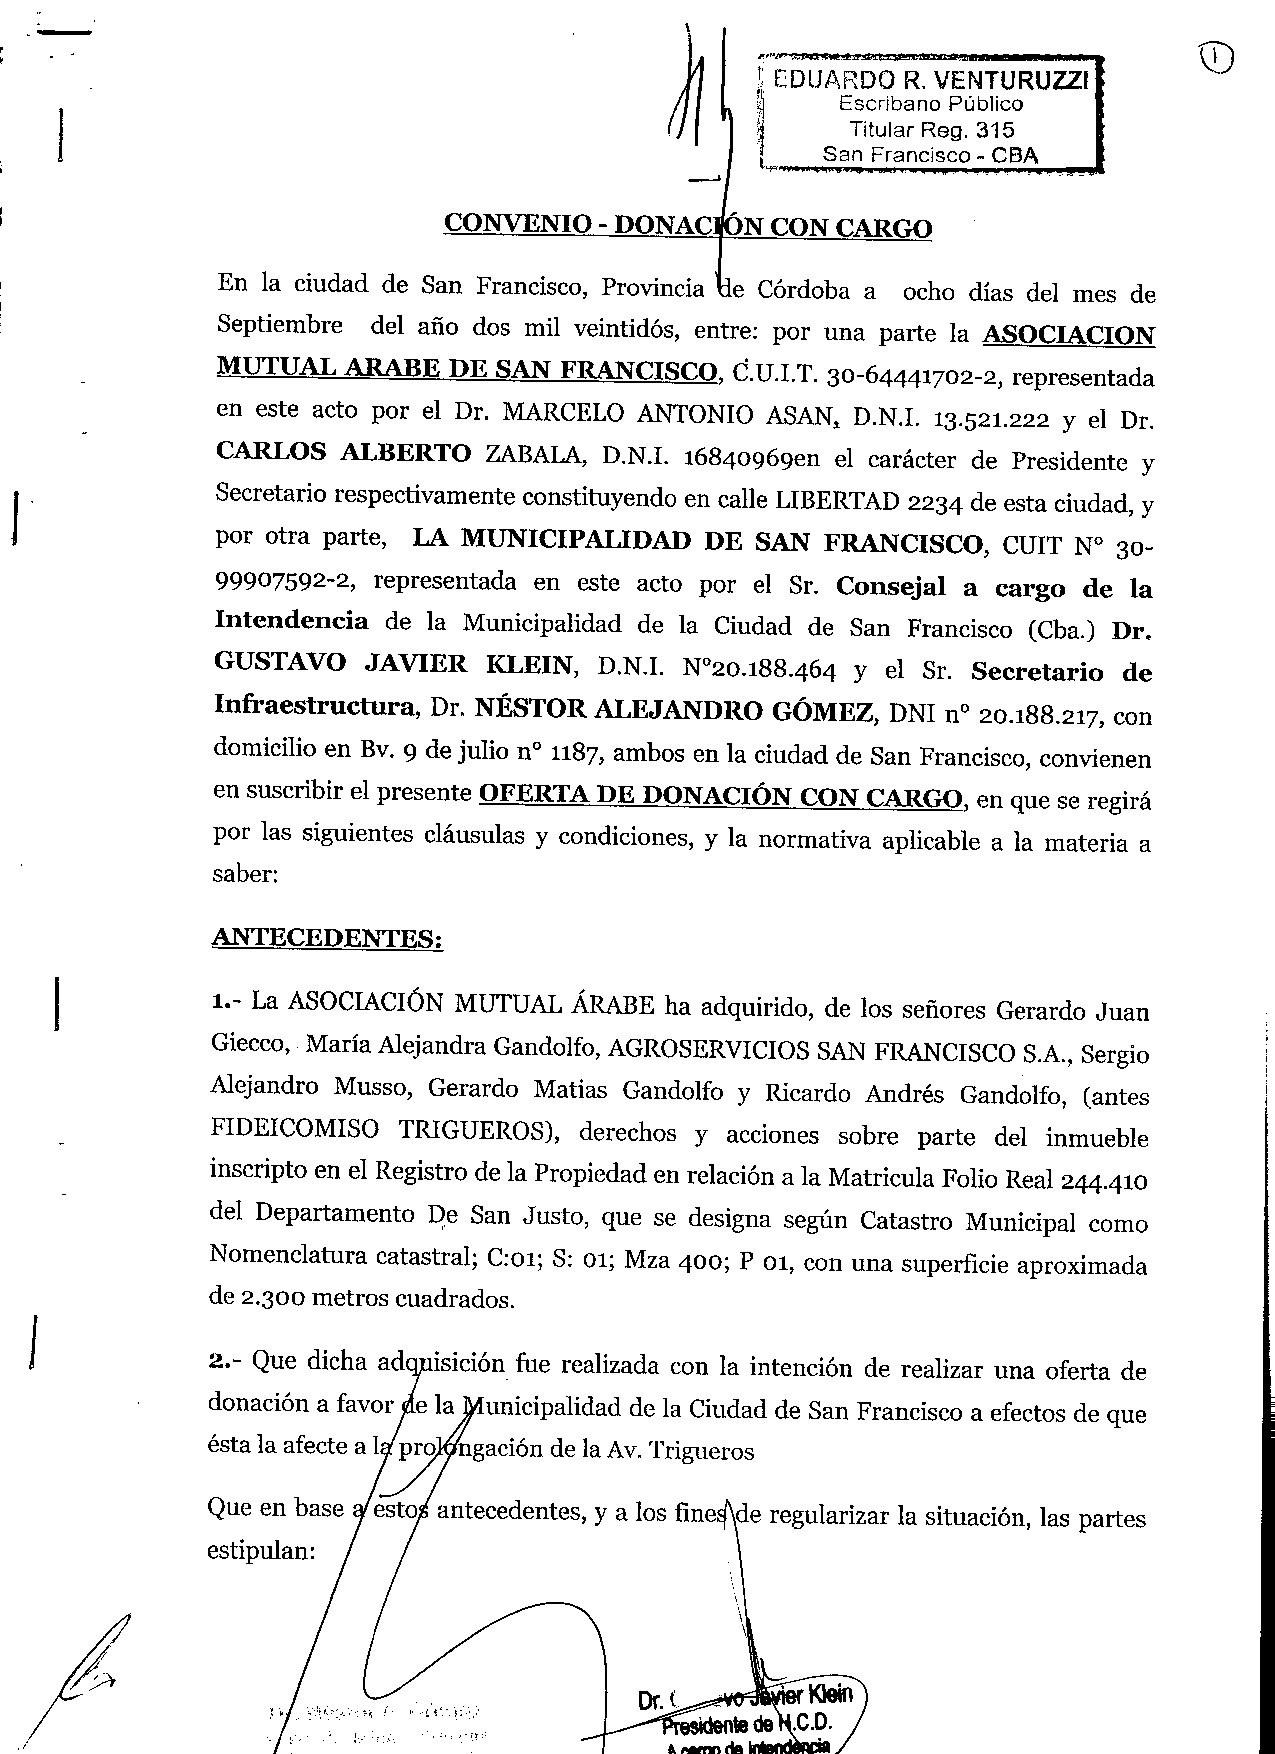 1
EDUARDO R. VENTURUZZI
Escribano Público
Titular Reg. 315
San Francisco - CBA
CONVENIO - DONACIÓN CON CARGO
En la ciudad de San Francisco, Provincia de Córdoba a ocho días del mes de
Septiembre del año dos mil veintidós, entre: por una parte la ASOCIACION
MUTUAL ARABE DE SAN FRANCISCO, C.U.I.T. 30-64441702-2, representada
en este acto por el Dr. MARCELO ANTONIO ASAN, D.N.I. 13.521.222 y el Dr.
CARLOS ALBERTO ZABALA, D.N.I. 16840969en el carácter de Presidente y
Secretario respectivamente constituyendo en calle LIBERTAD 2234 de esta ciudad, y
por otra parte, LA MUNICIPALIDAD DE SAN FRANCISCO, CUIT Nº 30-
99907592-2, representada en este acto por el Sr. Consejal a cargo de la
Intendencia de la Municipalidad de la Ciudad de San Francisco (Cba.) Dr.
GUSTAVO JAVIER KLEIN, D.N.I. Nº20.188.464 y el Sr. Secretario de
Infraestructura, Dr. NÉSTOR ALEJANDRO GÓMEZ, DNI nº 20.188.217, con
domicilio en Bv. 9 de julio nº 1187, ambos en la ciudad de San Francisco, convienen
en suscribir el presente OFERTA DE DONACIÓN CON CARGO, en que se regirá
por las siguientes cláusulas y condiciones, y la normativa aplicable a la materia a
saber:
ANTECEDENTES:
1.- La ASOCIACIÓN MUTUAL ÁRABE ha adquirido, de los señores Gerardo Juan
Giecco, María Alejandra Gandolfo, AGROSERVICIOS SAN FRANCISCO S.A., Sergio
Alejandro Musso, Gerardo Matias Gandolfo y Ricardo Andrés Gandolfo, (antes
FIDEICOMISO TRIGUEROS), derechos y acciones sobre parte del inmueble
inscripto en el Registro de la Propiedad en relación a la Matricula Folio Real 244.410
del Departamento De San Justo, que se designa según Catastro Municipal como
Nomenclatura catastral; C:01; S: 01; Mza 400; P 01, con una superficie aproximada
de 2.300 metros cuadrados.
2.- Que dicha adquisición fue realizada con la intención de realizar una oferta de
donación a favor de la Municipalidad de la Ciudad de San Francisco a efectos de que
ésta la afecte a la prolongación de la Av. Trigueros
Que en base a estos antecedentes, y a los fines de regularizar la situación, las partes
estipulan:
Dr. Javier Klein
Presidente de H.C.D.
A cargo de Intendencia